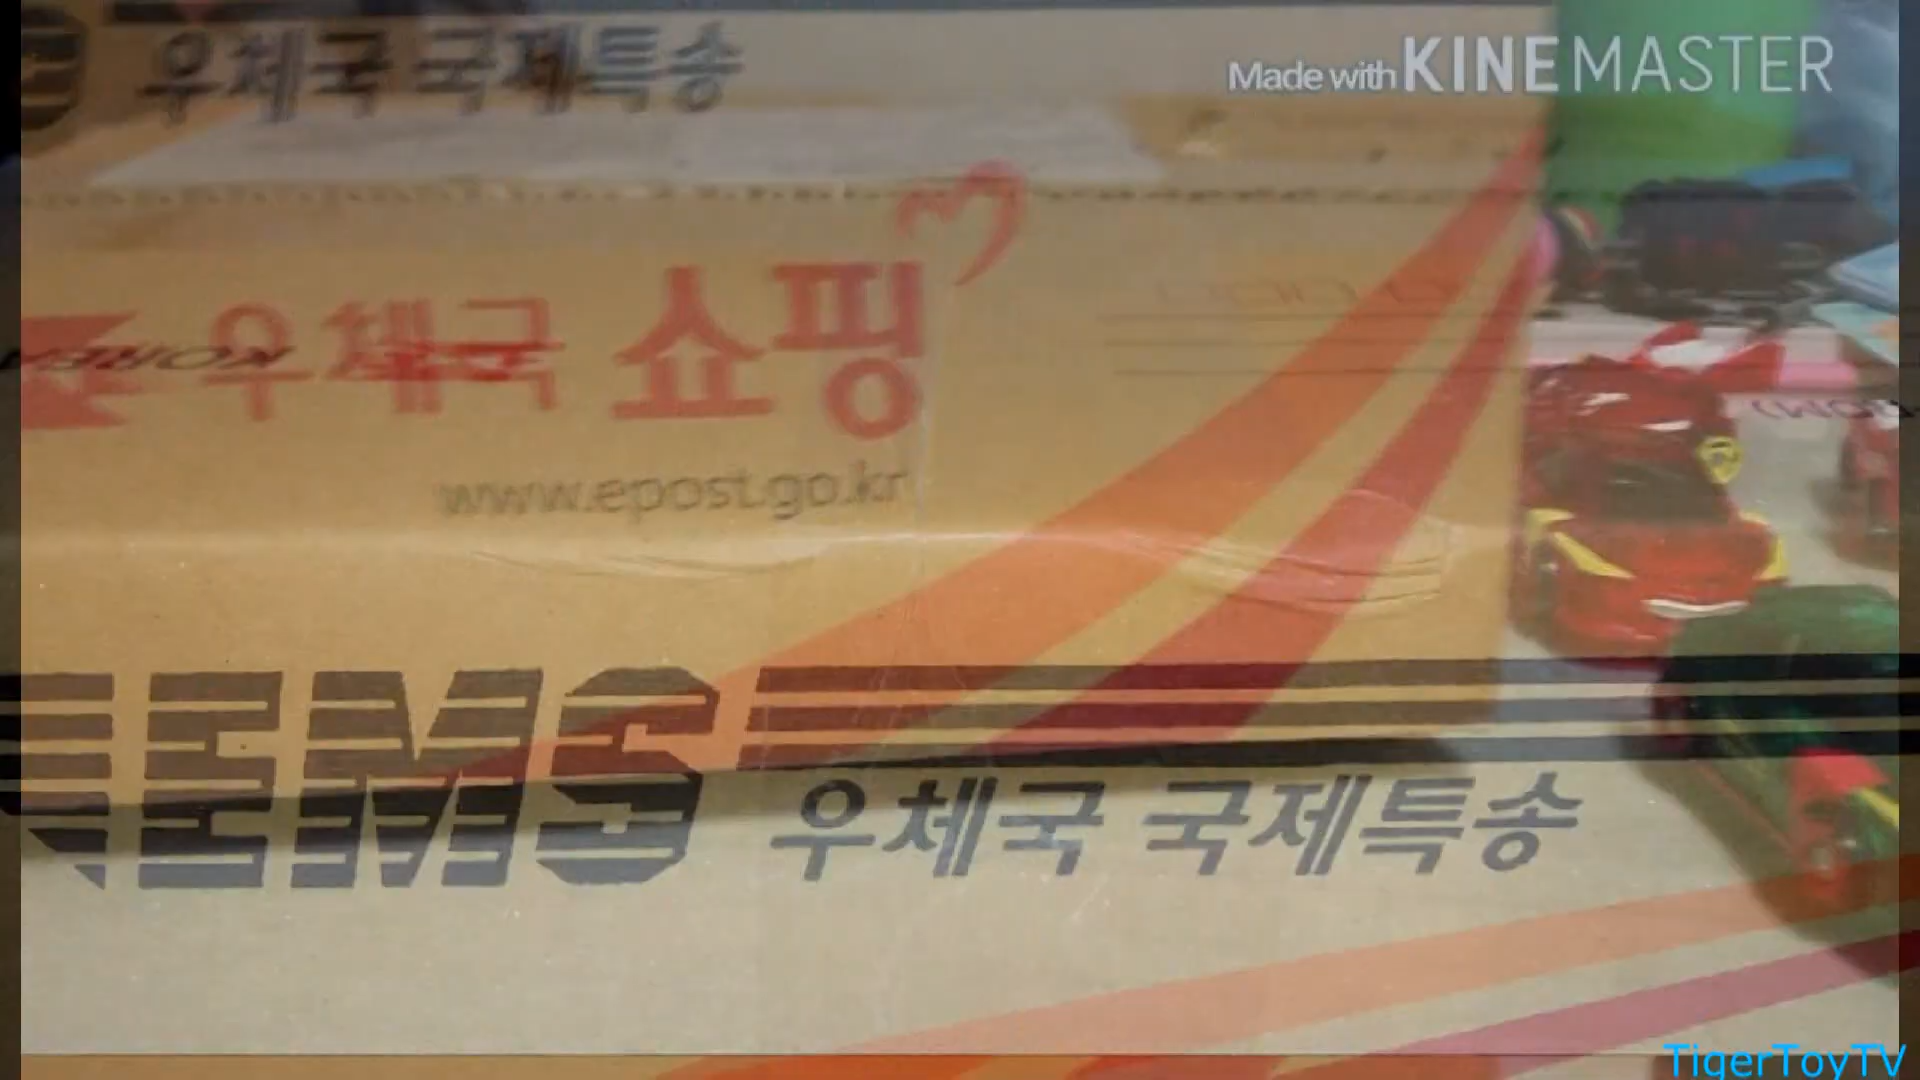 우체국 국제특송
Made with KINEMASTER
우체국 쇼핑
KOREA
www.epost.go.kr
EMS 우체국 국제특송
TigerToyTV